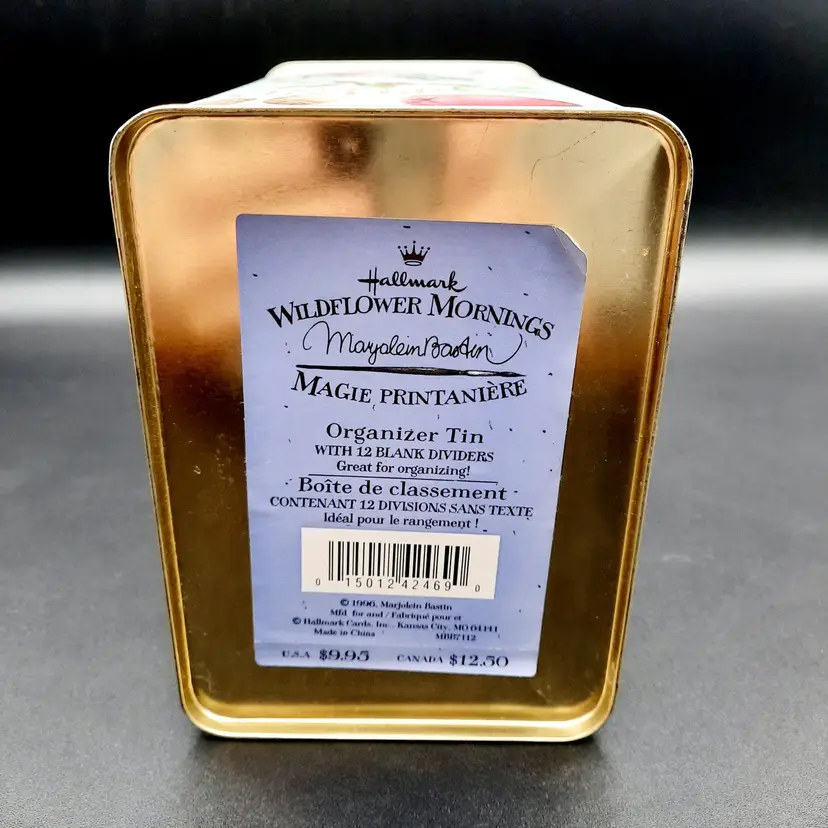 Hallmark
WILDFLOWER MORNINGS
Marjolein Bastin
MAGIE PRINTANIÈRE
Organizer Tin
WITH 12 BLANK DIVIDERS
Great for organizing!
Boîte de classement
CONTENANT 12 DIVISIONS SANS TEXTE
Idéal pour le rangement !
0 15012 42469 0
© 1996, Marjolein Bastin
Mfd. for and / Fabriqué pour et
© Hallmark Cards, Inc. Kansas City, MO 64141
Made in China MBB7112
U.S.A $9.95 CANADA $12.50